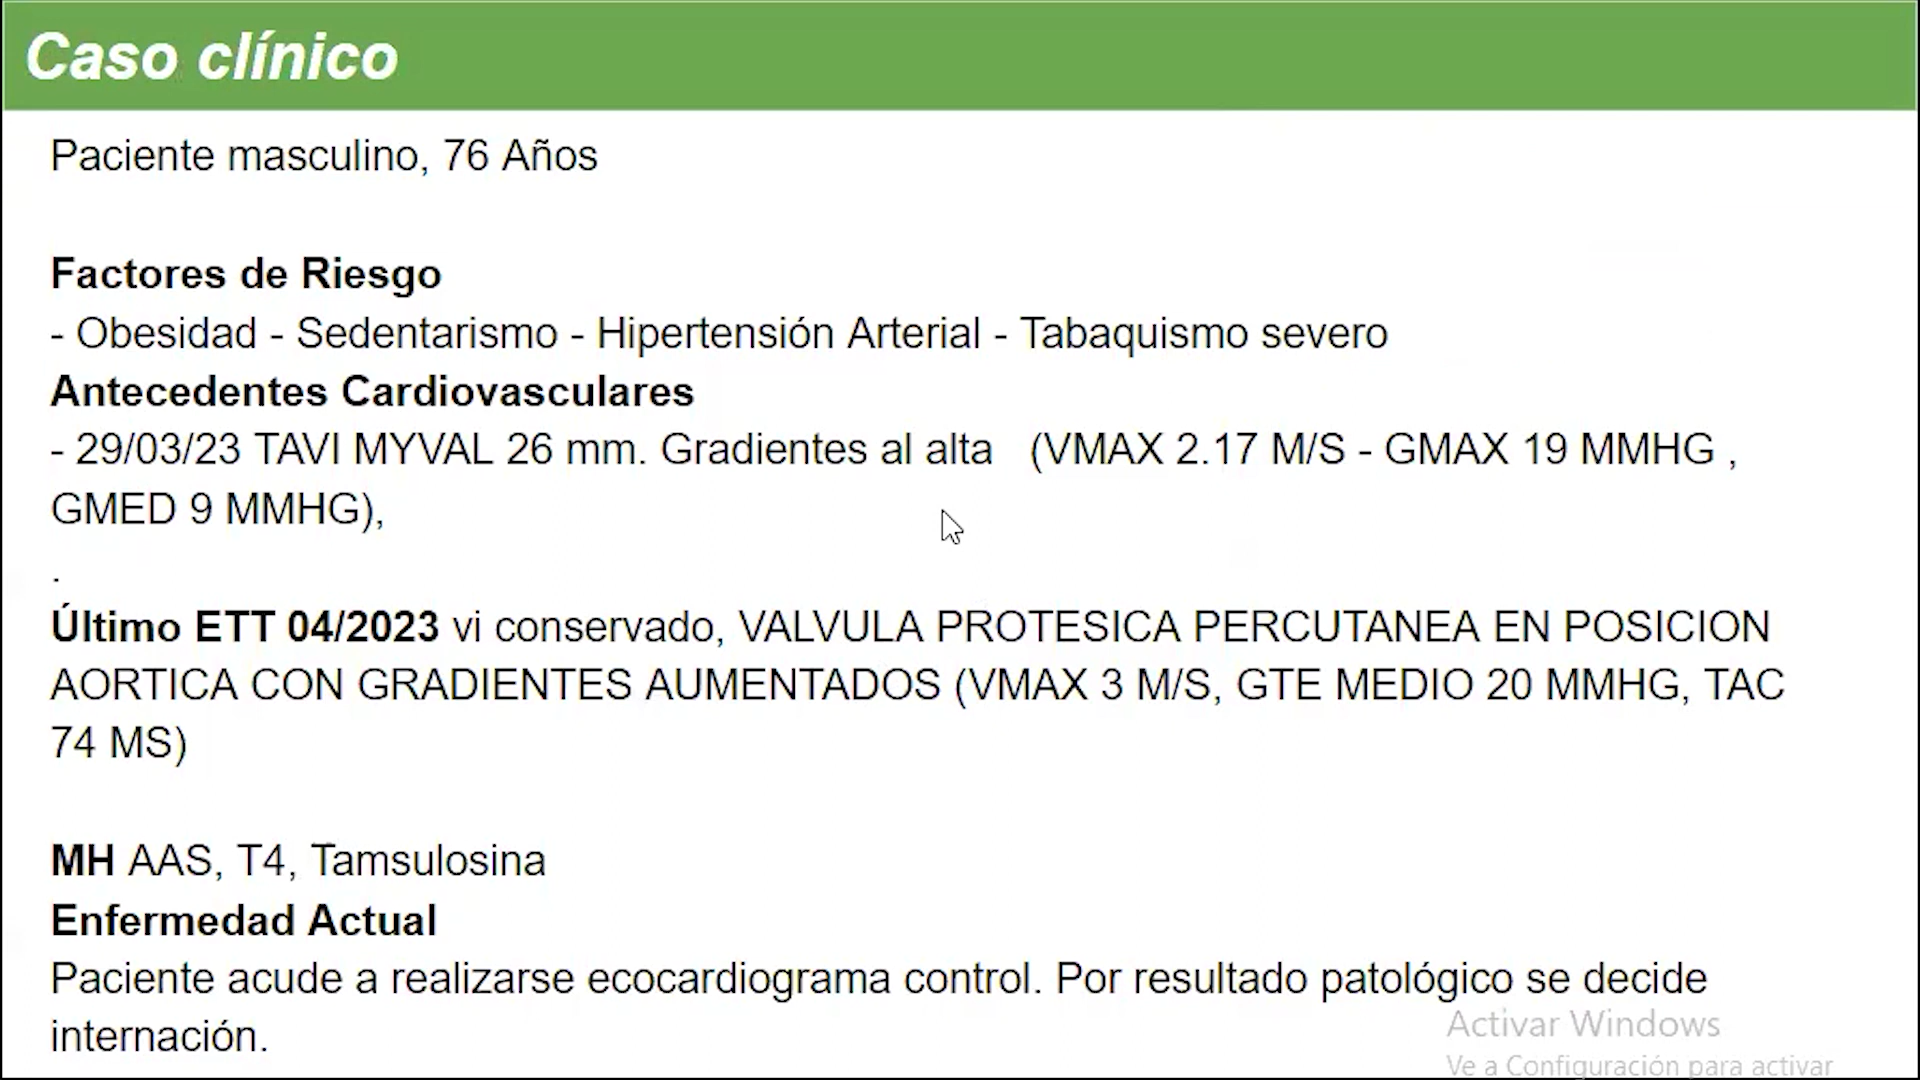 Caso clínico
Paciente masculino, 76 Años
Factores de Riesgo
- Obesidad - Sedentarismo - Hipertensión Arterial - Tabaquismo severo
Antecedentes Cardiovasculares
- 29/03/23 TAVI MYVAL 26 mm. Gradientes al alta (VMAX 2.17 M/S - GMAX 19 MMHG ,
GMED 9 MMHG),
.
Último ETT 04/2023 vi conservado, VALVULA PROTESICA PERCUTANEA EN POSICION
AORTICA CON GRADIENTES AUMENTADOS (VMAX 3 M/S, GTE MEDIO 20 MMHG, TAC
74 MS)
MH AAS, T4, Tamsulosina
Enfermedad Actual
Paciente acude a realizarse ecocardiograma control. Por resultado patológico se decide
internación.
Activar Windows
Ve a Configuración para activar